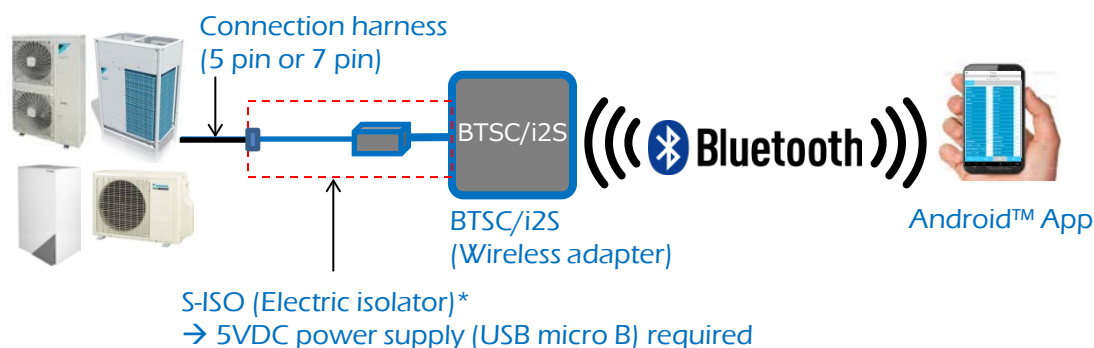 Connection harness
(5 pin or 7 pin)
BTSC/i2S
Bluetooth
BTSC/i2S
(Wireless adapter)
Android™ App
S-ISO (Electric isolator)*
→ 5VDC power supply (USB micro B) required